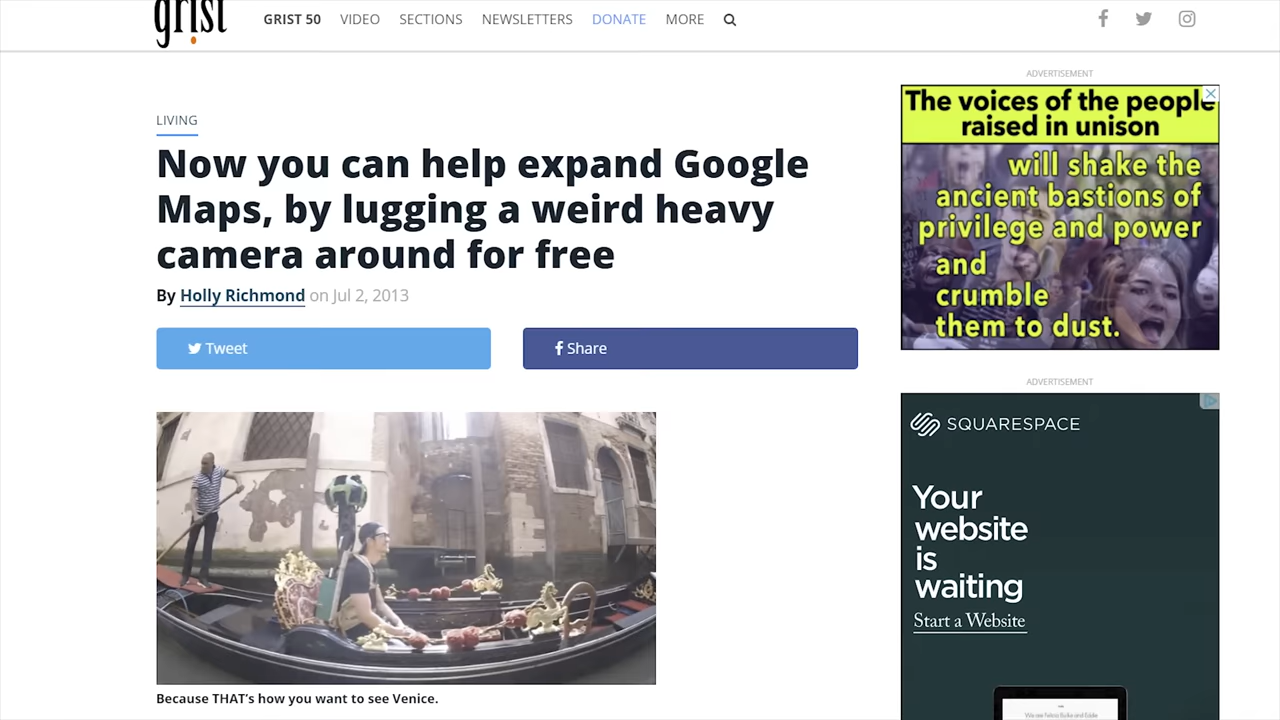 grist
GRIST 50 VIDEO SECTIONS NEWSLETTERS DONATE MORE
ADVERTISEMENT
The voices of the people
raised in unison
will shake the
ancient bastions of
privilege and power
and
crumble
them to dust.
LIVING
Now you can help expand Google
Maps, by lugging a weird heavy
camera around for free
By Holly Richmond on Jul 2, 2013
Tweet
Share
ADVERTISEMENT
SQUARESPACE
Your
website
is
waiting
Start a Website
Because THAT's how you want to see Venice.